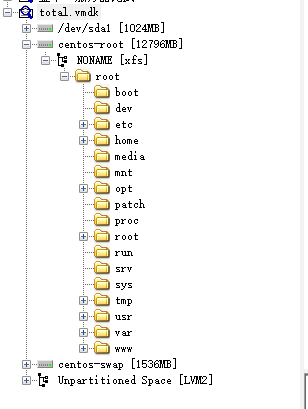 total.vmdk
/dev/sda1 [1024MB]
centos-root [12796MB]
NONAME [xfs]
root
boot
dev
etc
home
media
mnt
opt
patch
proc
root
run
srv
sys
tmp
usr
var
www
centos-swap [1536MB]
Unpartitioned Space [LVM2]